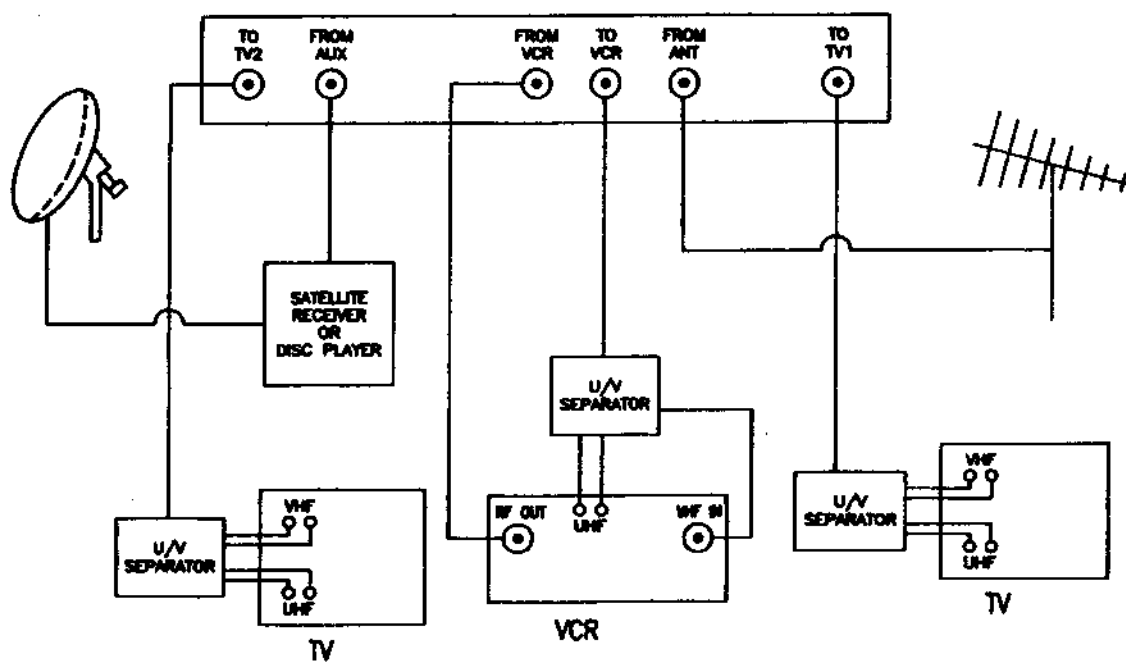 TO
TV2
FROM
AUX
FROM
VCR
TO
VCR
FROM
ANT
TO
TV1
SATELLITE
RECEIVER
OR
DISC PLAYER
U/V
SEPARATOR
RF OUT
UHF
VHF IN
VCR
U/V
SEPARATOR
VHF
UHF
TV
U/V
SEPARATOR
VHF
UHF
TV